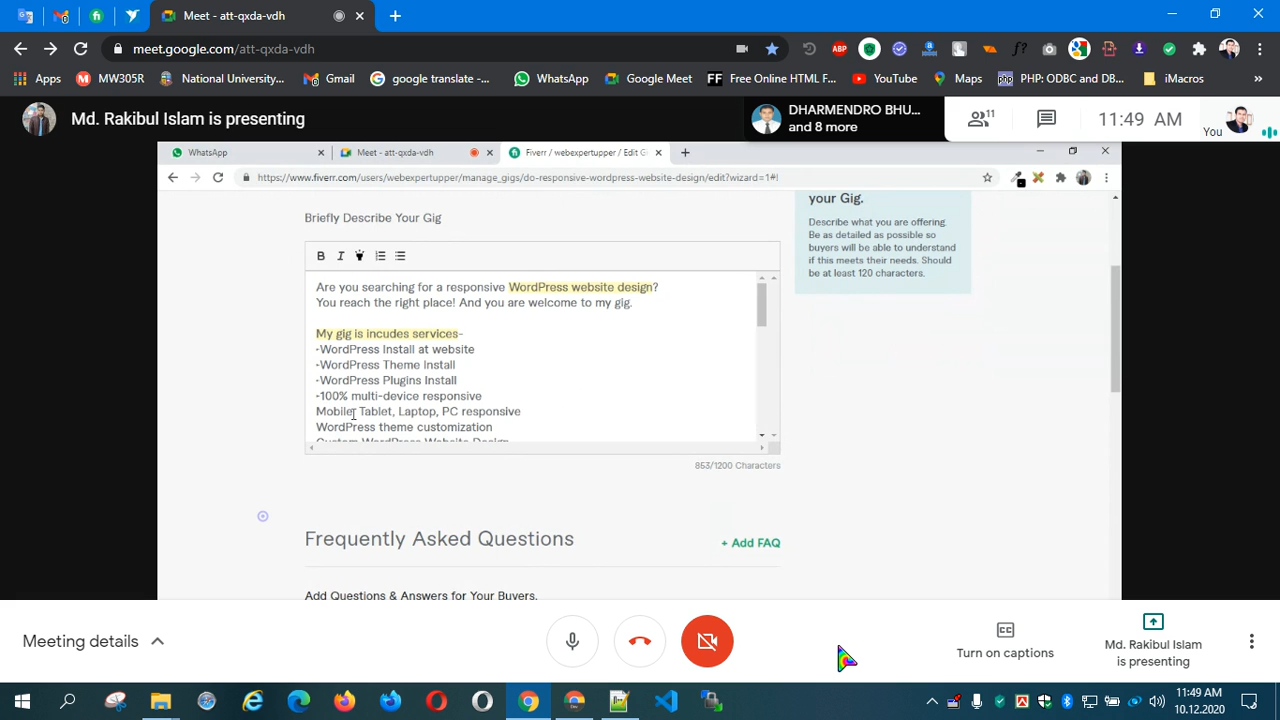 Meet - att-qxda-vdh
meet.google.com/att-qxda-vdh
ABP
f?
Apps
MW305R
National University...
Gmail
google translate -...
WhatsApp
Google Meet
FF Free Online HTML F...
YouTube
Maps
php PHP: ODBC and DB...
iMacros
»
Md. Rakibul Islam is presenting
DHARMENDRO BHU...
and 8 more
11
11:49 AM
You
WhatsApp
Meet - att-qxda-vdh
Fiverr / webexpertupper / Edit G
https://www.fiverr.com/users/webexpertupper/manage_gigs/do-responsive-wordpress-website-design/edit?wizard=1#
your Gig.
Describe what you are offering.
Be as detailed as possible so
buyers will be able to understand
if this meets their needs. Should
be at least 120 characters.
Briefly Describe Your Gig
B I
Are you searching for a responsive WordPress website design?
You reach the right place! And you are welcome to my gig.
My gig is incudes services-
-WordPress Install at website
-WordPress Theme Install
-WordPress Plugins Install
-100% multi-device responsive
Mobile, Tablet, Laptop, PC responsive
WordPress theme customization
Custom WordPress Website Design
853/1200 Characters
Frequently Asked Questions
+ Add FAQ
Add Questions & Answers for Your Buyers.
Meeting details
CC
Turn on captions
Md. Rakibul Islam
is presenting
11:49 AM
10.12.2020